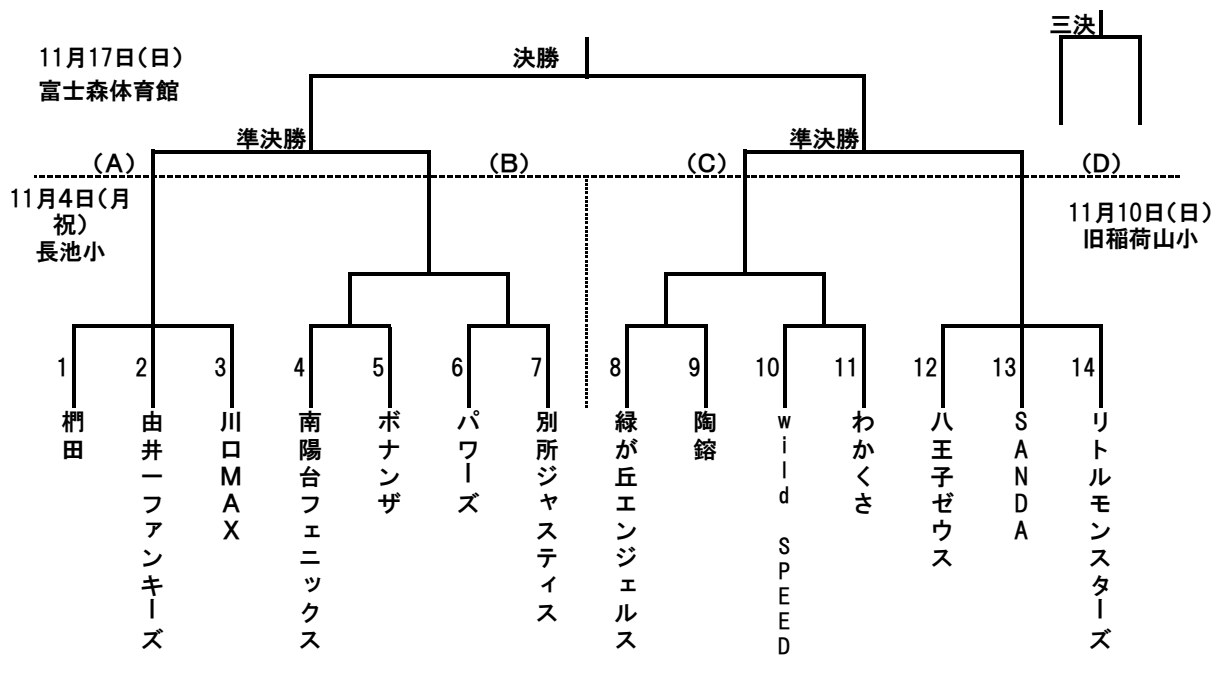 三決
11月17日（日）
富士森体育館
決勝
準決勝
準決勝
（A）
（B）
（C）
（D）
11月4日（月
祝）
長池小
11月10日（日）
旧稲荷山小
1
2
3
4
5
6
7
8
9
10
11
12
13
14
椚田
由井一ファンキーズ
川口MAX
南陽台フェニックス
ボナンザ
パワーズ
別所ジャスティス
緑が丘エンジェルス
陶鎔
wild SPEED
わかくさ
八王子ゼウス
SANDA
リトルモンスターズ